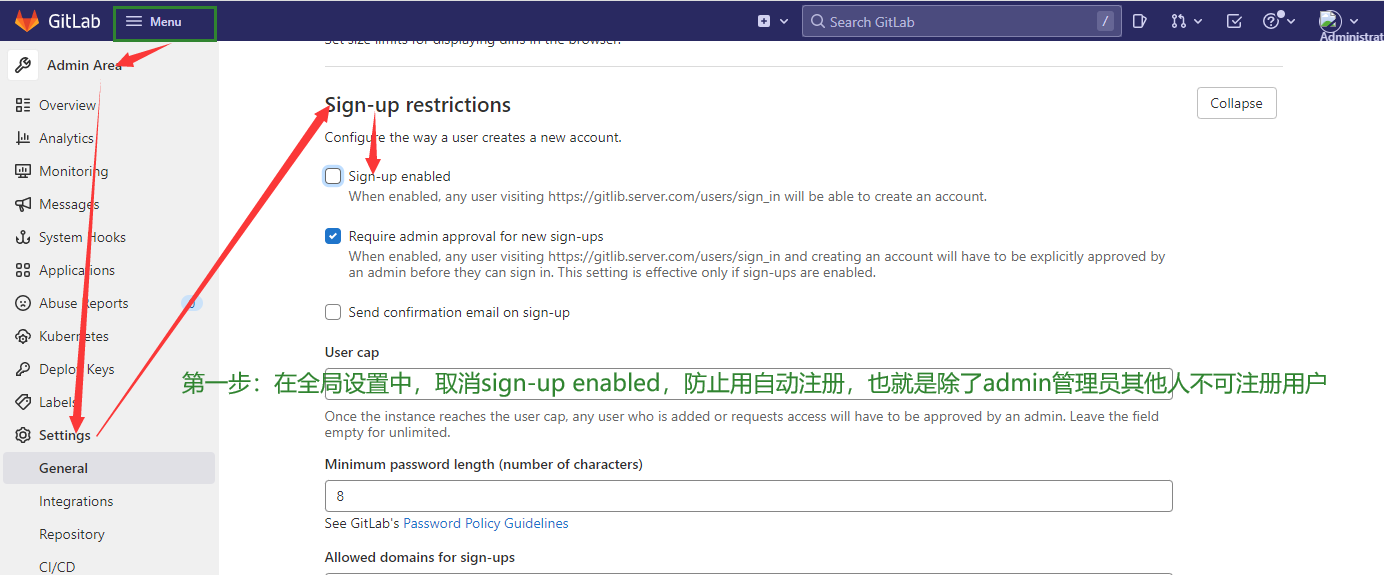 GitLab Menu Search GitLab /
Administrat
Set size limits for displaying diffs in the browser.
Admin Area
Overview
Analytics
Monitoring
Messages
System Hooks
Applications
Abuse Reports 0
Kubernetes
Deploy Keys
Labels
Settings
General
Integrations
Repository
CI/CD
Sign-up restrictions
Collapse
Configure the way a user creates a new account.
Sign-up enabled
When enabled, any user visiting https://gitlib.server.com/users/sign_in will be able to create an account.
Require admin approval for new sign-ups
When enabled, any user visiting https://gitlib.server.com/users/sign_in and creating an account will have to be explicitly approved by
an admin before they can sign in. This setting is effective only if sign-ups are enabled.
Send confirmation email on sign-up
User cap
第一步：在全局设置中，取消sign-up enabled，防止用自动注册，也就是除了admin管理员其他人不可注册用户
Once the instance reaches the user cap, any user who is added or requests access will have to be approved by an admin. Leave the field
empty for unlimited.
Minimum password length (number of characters)
8
See GitLab's Password Policy Guidelines
Allowed domains for sign-ups